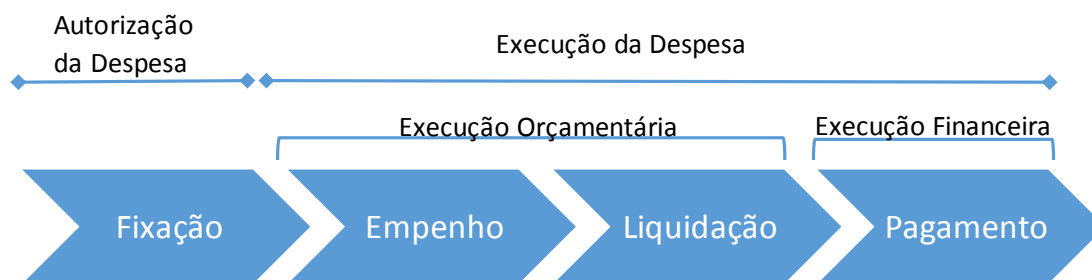 Autorização
da Despesa
Execução da Despesa
Execução Orçamentária
Execução Financeira
Fixação
Empenho
Liquidação
Pagamento